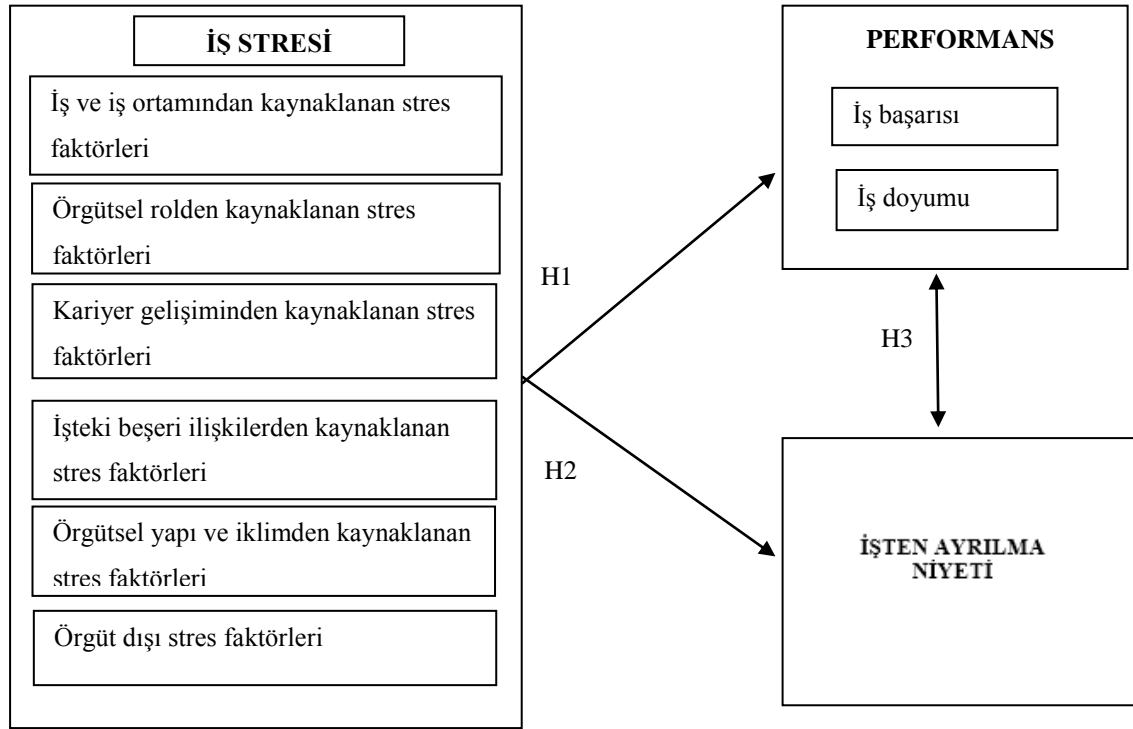 İŞ STRESİ
İş ve iş ortamından kaynaklanan stres
faktörleri
Örgütsel rolden kaynaklanan stres
faktörleri
Kariyer gelişiminden kaynaklanan stres
faktörleri
İşteki beşeri ilişkilerden kaynaklanan
stres faktörleri
Örgütsel yapı ve iklimden kaynaklanan
stres faktörleri
Örgüt dışı stres faktörleri
H1
H2
PERFORMANS
İş başarısı
İş doyumu
H3
İŞTEN AYRILMA
NİYETİ